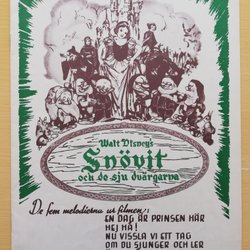 Walt Disney's
Snövit
och de sju dvärgarna
De fem melodierna ur filmen:
EN DAG ÄR PRINSEN HÄR
HEJ HÅ!
NU VISSLA VI ETT TAG
OM DU SJUNGER OCH LER